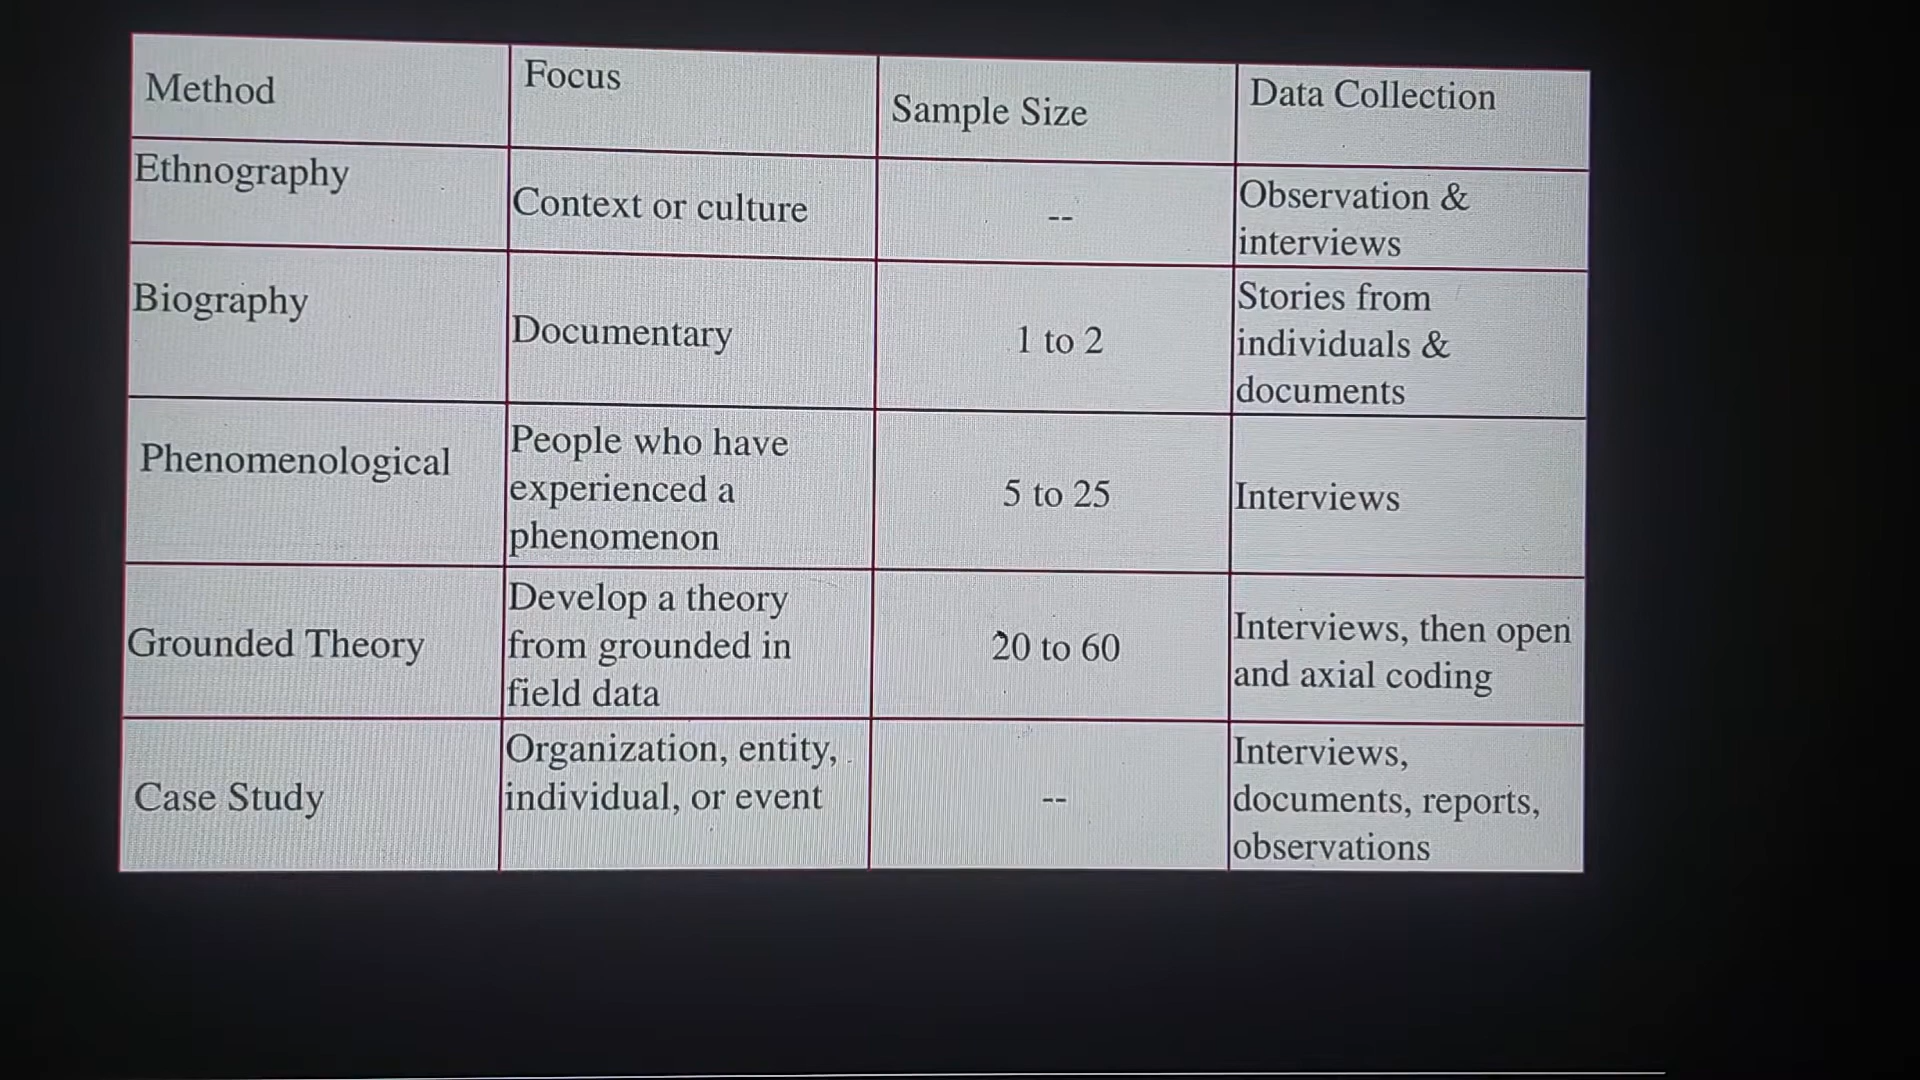 Method
Focus
Sample Size
Data Collection
Ethnography
Context or culture
--
Observation &
interviews
Biography
Documentary
1 to 2
Stories from
individuals &
documents
Phenomenological
People who have
experienced a
phenomenon
5 to 25
Interviews
Grounded Theory
Develop a theory
from grounded in
field data
20 to 60
Interviews, then open
and axial coding
Case Study
Organization, entity,
individual, or event
--
Interviews,
documents, reports,
observations